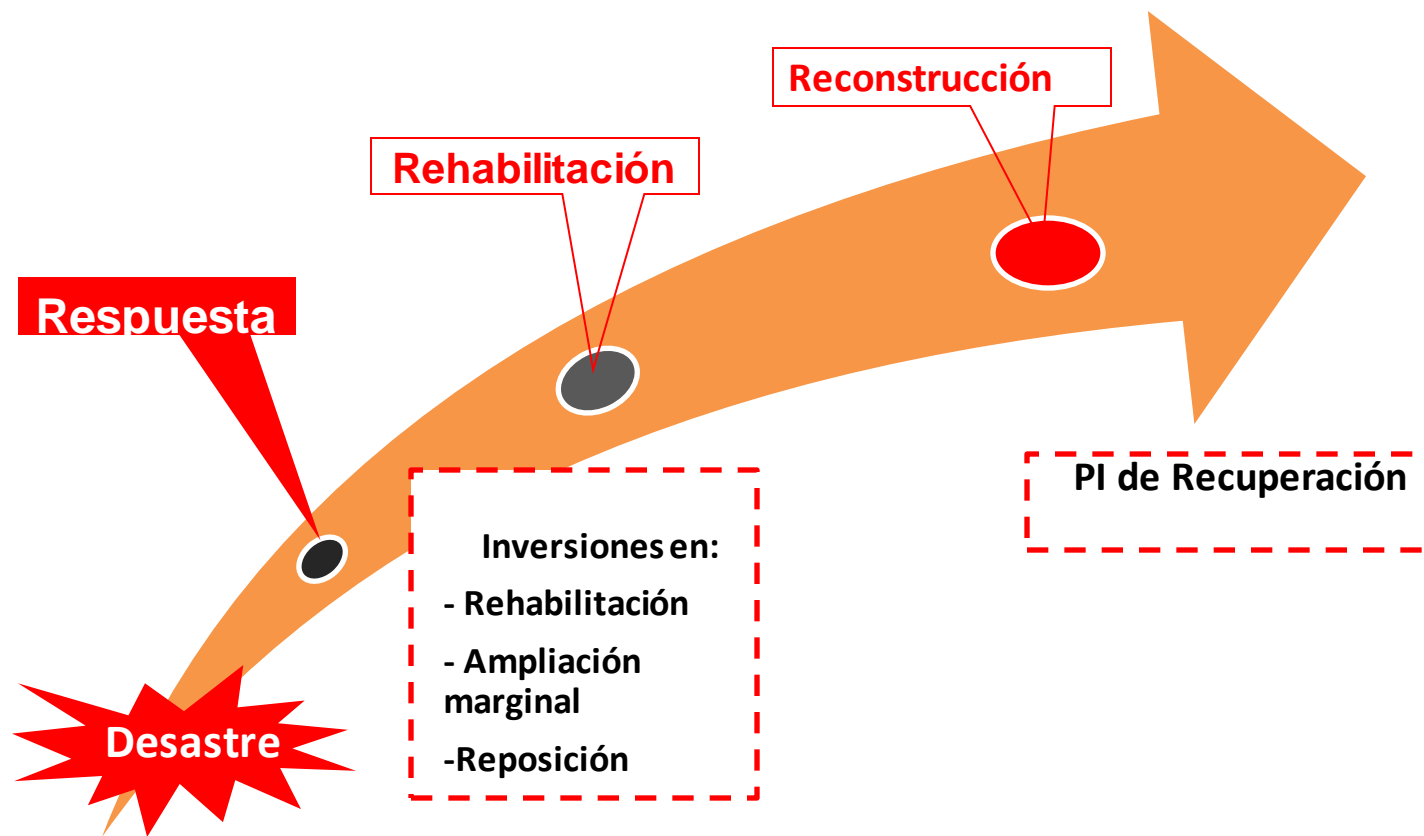 Reconstrucción
Rehabilitación
Respuesta
Desastre
Inversiones en:
- Rehabilitación
- Ampliación
marginal
-Reposición
PI de Recuperación